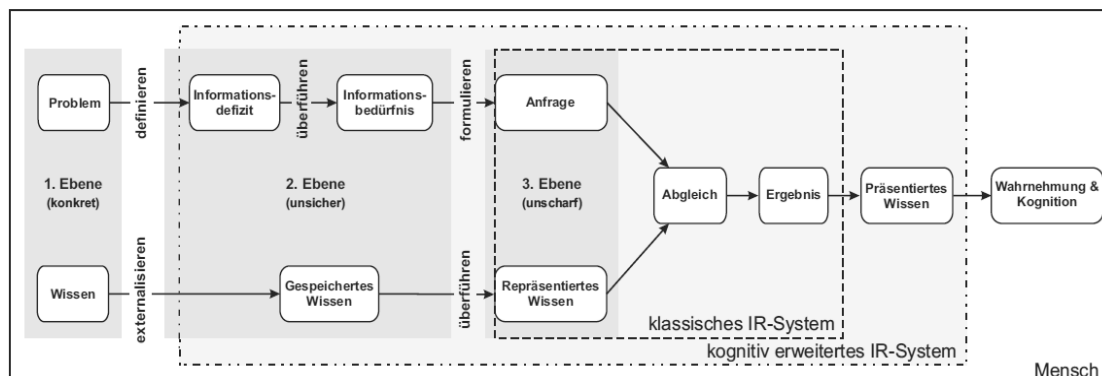 Problem
definieren
Informations-
defizit
überführen
Informations-
bedürfnis
formulieren
Anfrage
1. Ebene
(konkret)
2. Ebene
(unsicher)
3. Ebene
(unscharf)
Abgleich
Ergebnis
Präsentiertes
Wissen
Wahrnehmung &
Kognition
Wissen
externalisieren
Gespeichertes
Wissen
überführen
Repräsentiertes
Wissen
klassisches IR-System
kognitiv erweitertes IR-System
Mensch